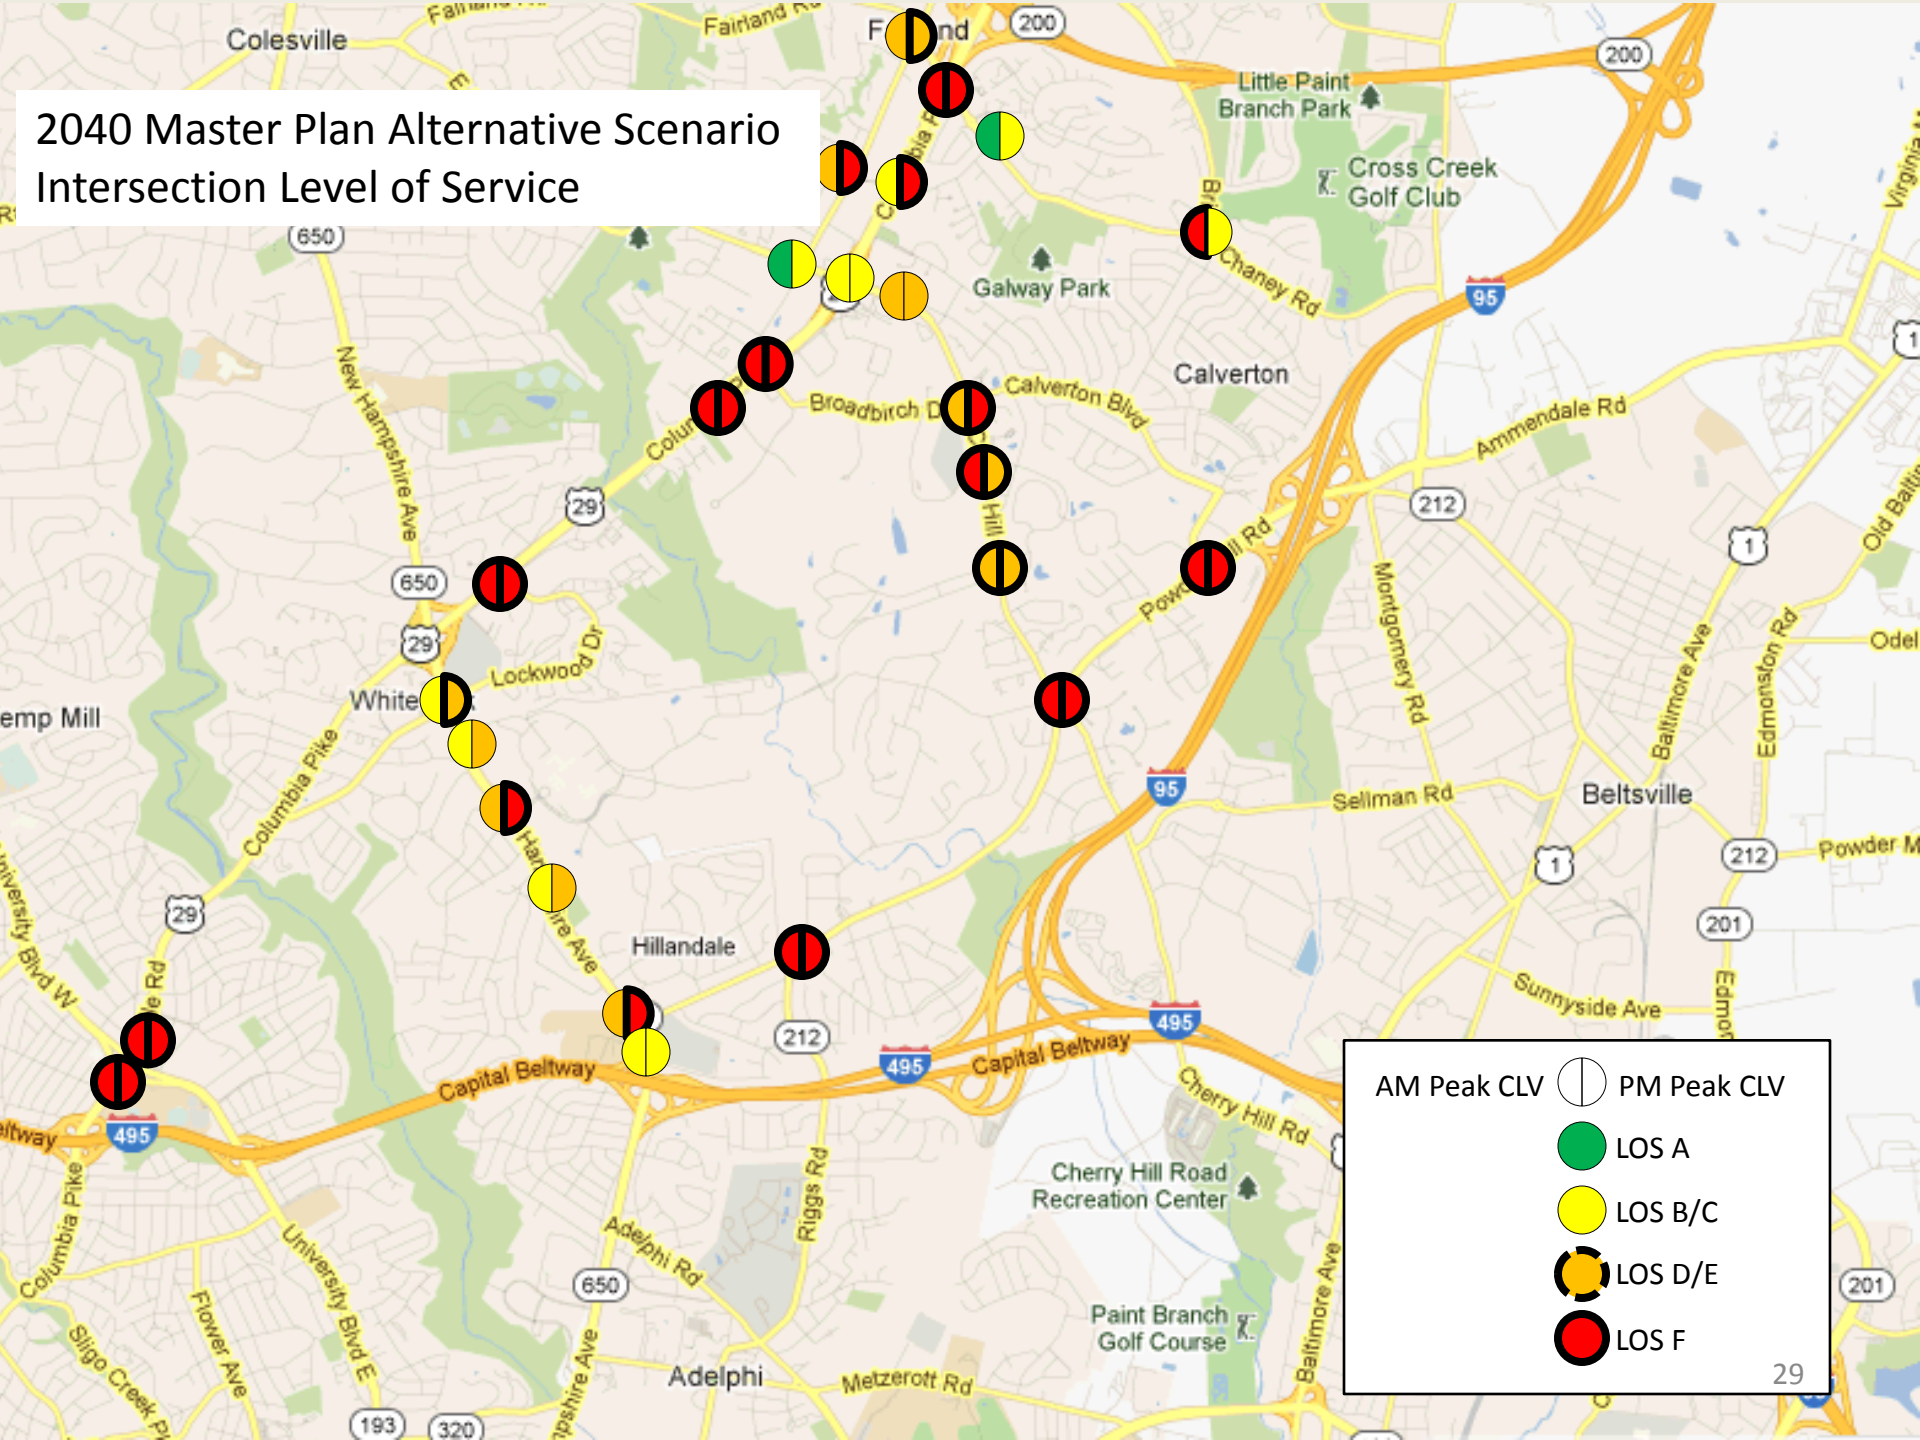 Colesville
Fairland Rd
200
200
Little Paint
Branch Park
2040 Master Plan Alternative Scenario
Intersection Level of Service
Cross Creek
Golf Club
650
Galway Park
Chaney Rd
95
Calverton
New Hampshire Ave
Broadbirch D
Calverton Blvd
Ammendale Rd
29
212
1
Hill
650
29
Lockwood Dr
Montgomery Rd
Baltimore Ave
Edmonston Rd
Odel
White
emp Mill
Columbia Pike
95
Sellman Rd
Beltsville
212
1
Powder M
29
Hillandale
201
Sunnyside Ave
212
495
495
Capital Beltway
Capital Beltway
495
Cherry Hill Rd
AM Peak CLV
PM Peak CLV
LOS A
LOS B/C
LOS D/E
LOS F
29
Cherry Hill Road
Recreation Center
Riggs Rd
Columbia Pike
University Blvd E
Adelphi Rd
650
201
Flower Ave
Paint Branch
Golf Course
Baltimore Ave
Adelphi
Metzerott Rd
193
320